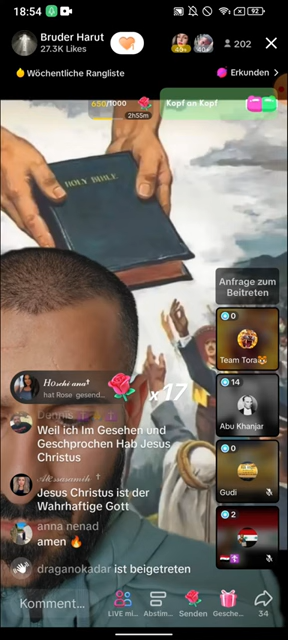 18:54
92
Bruder Harut
27.3K Likes
202
Wöchentliche Rangliste
Erkunden >
650/1000
2h55m
Kopf an Kopf
HOLY BIBLE
Anfrage zum
Beitreten
0
Team Tora
14
Abu Khanjar
0
Gudi
2
hat Rose gesend...
x17
Dennis
Weil ich Im Gesehen und
Geschprochen Hab Jesus
Christus
Jesus Christus ist der
Wahrhaftige Gott
anna nenad
amen 🔥
draganokadar ist beigetreten
Komment...
LIVE mi...
Abstim...
Senden
Gesche...
34